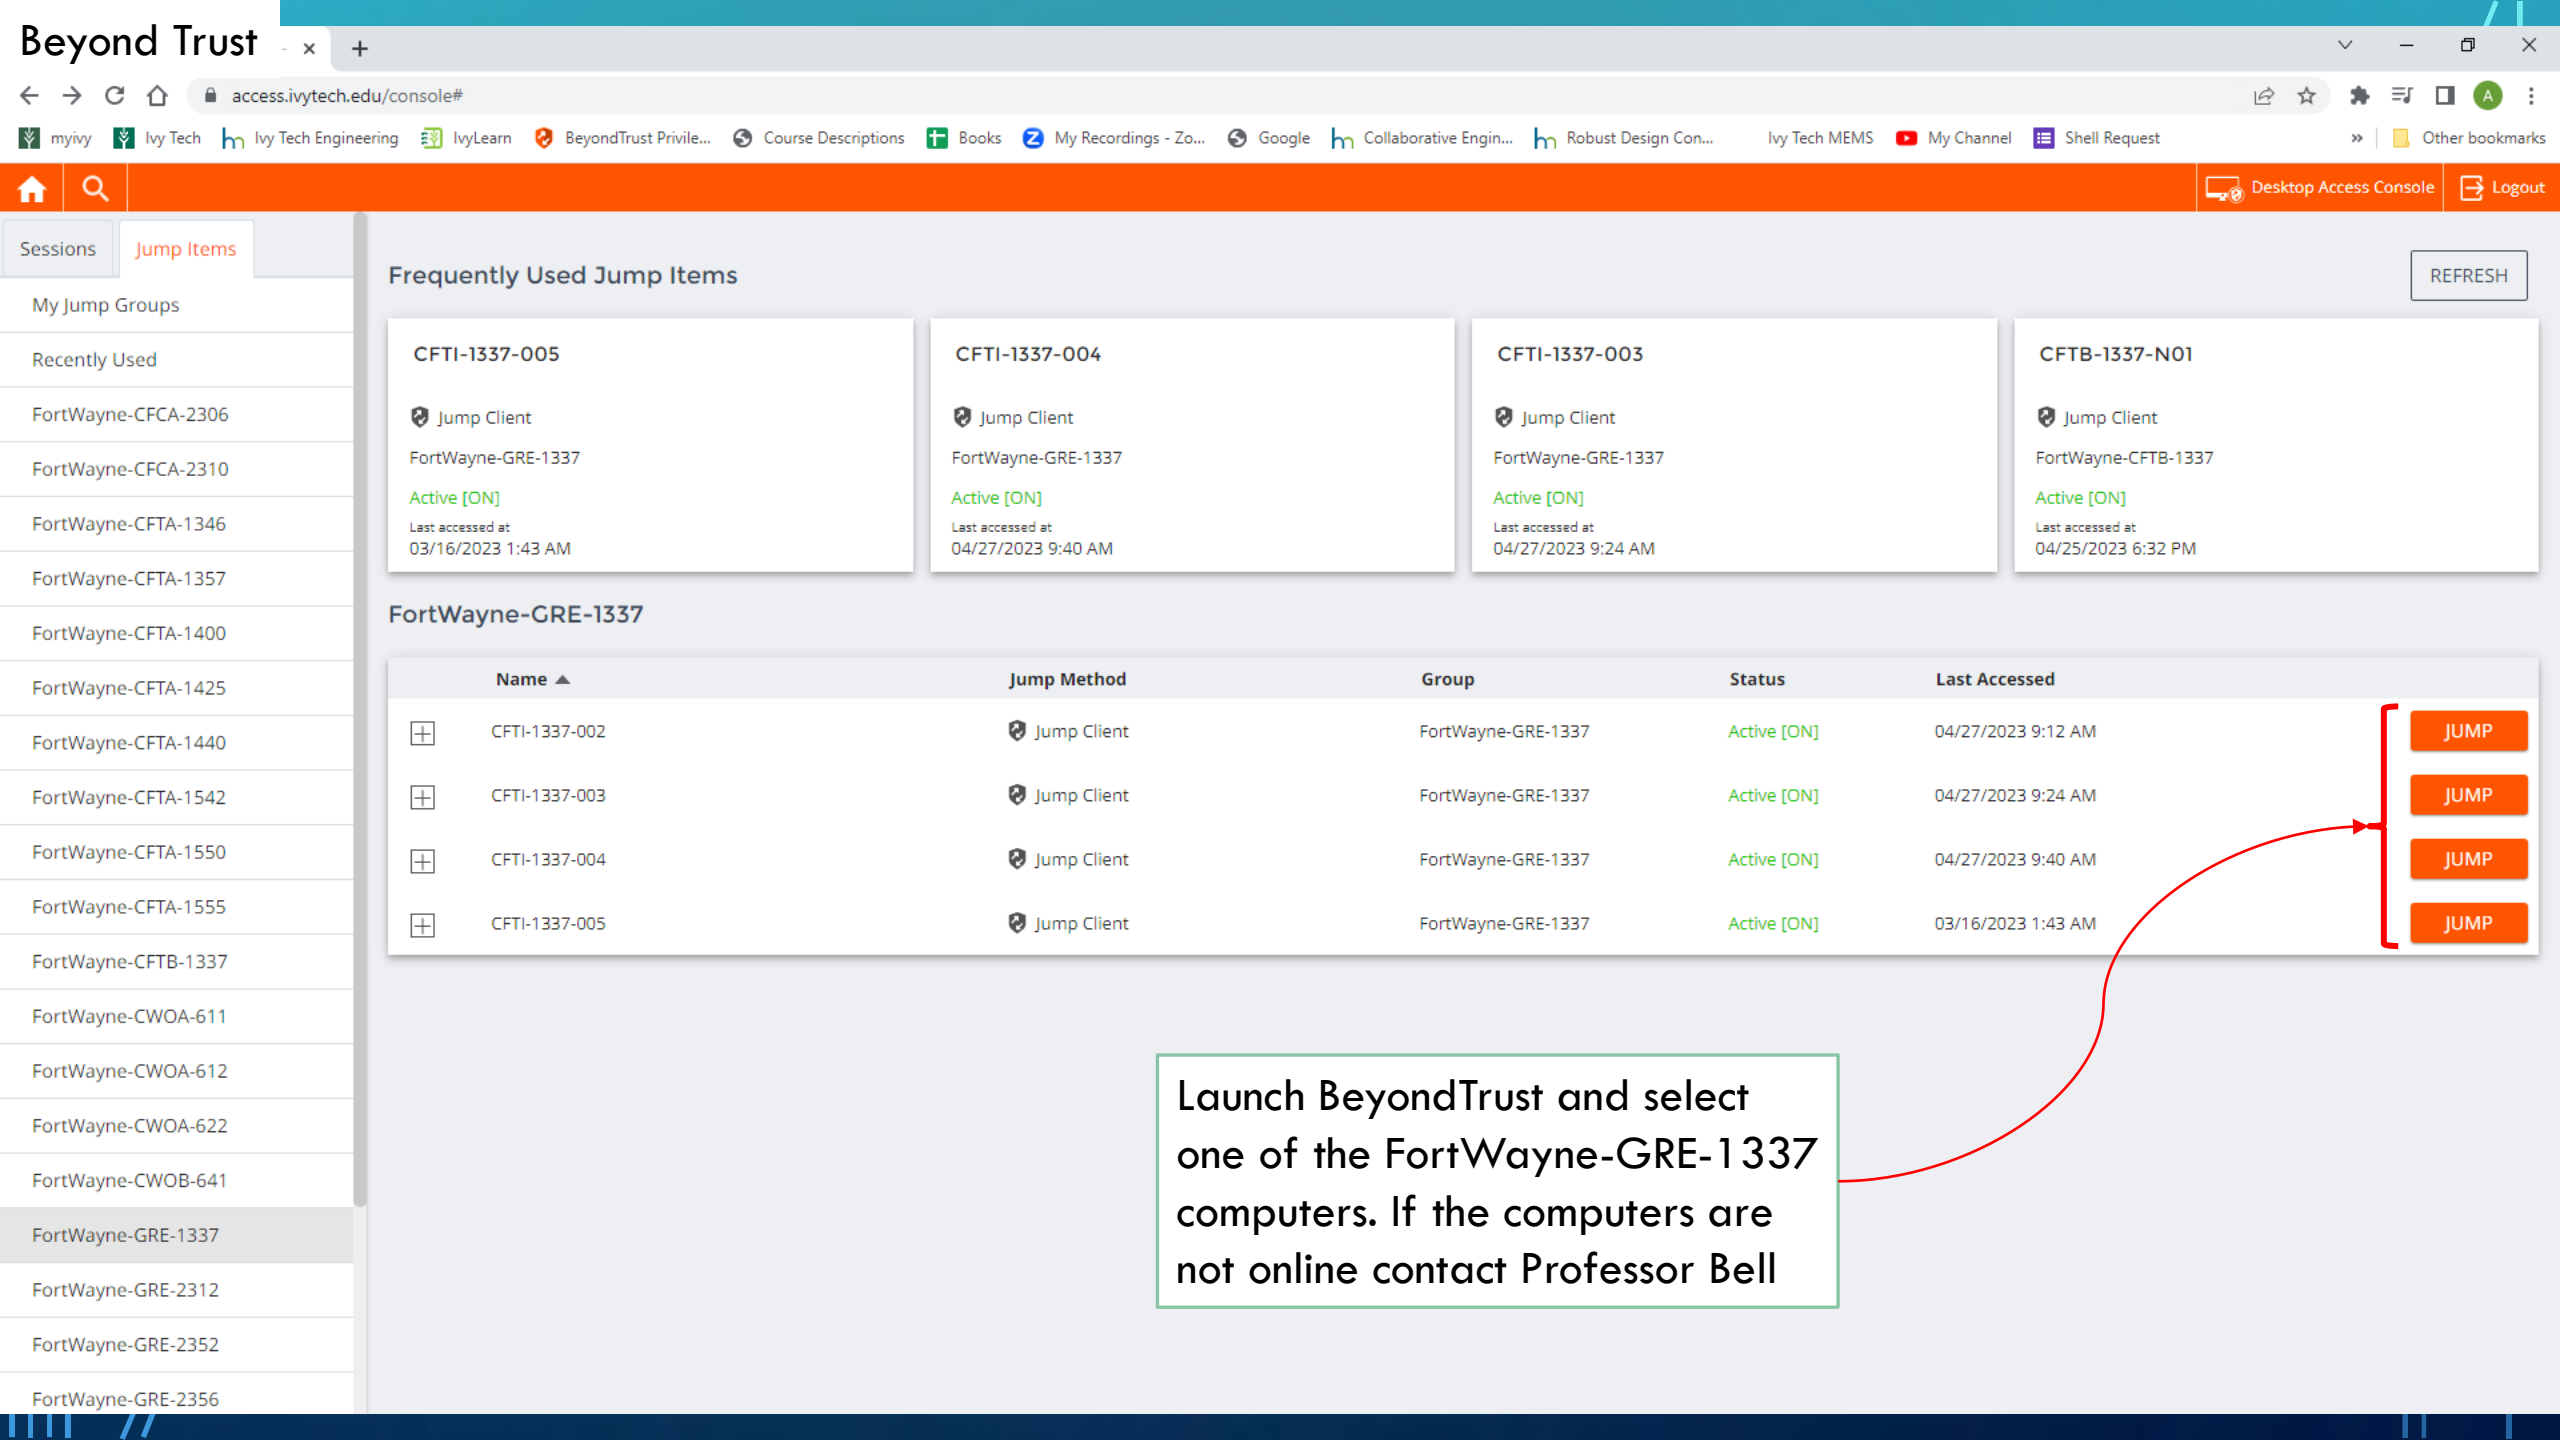 Beyond Trust
access.ivytech.edu/console#
myivy Ivy Tech Ivy Tech Engineering IvyLearn BeyondTrust Privile... Course Descriptions Books My Recordings - Zo... Google Collaborative Engin... Robust Design Con... Ivy Tech MEMS My Channel Shell Request » Other bookmarks
Desktop Access Console Logout
Sessions Jump Items
My Jump Groups
Recently Used
FortWayne-CFCA-2306
FortWayne-CFCA-2310
FortWayne-CFTA-1346
FortWayne-CFTA-1357
FortWayne-CFTA-1400
FortWayne-CFTA-1425
FortWayne-CFTA-1440
FortWayne-CFTA-1542
FortWayne-CFTA-1550
FortWayne-CFTA-1555
FortWayne-CFTB-1337
FortWayne-CWOA-611
FortWayne-CWOA-612
FortWayne-CWOA-622
FortWayne-CWOB-641
FortWayne-GRE-1337
FortWayne-GRE-2312
FortWayne-GRE-2352
FortWayne-GRE-2356
Frequently Used Jump Items
REFRESH
CFTI-1337-005
Jump Client
FortWayne-GRE-1337
Active [ON]
Last accessed at
03/16/2023 1:43 AM
CFTI-1337-004
Jump Client
FortWayne-GRE-1337
Active [ON]
Last accessed at
04/27/2023 9:40 AM
CFTI-1337-003
Jump Client
FortWayne-GRE-1337
Active [ON]
Last accessed at
04/27/2023 9:24 AM
CFTB-1337-N01
Jump Client
FortWayne-CFTB-1337
Active [ON]
Last accessed at
04/25/2023 6:32 PM
FortWayne-GRE-1337
Name Jump Method Group Status Last Accessed
CFTI-1337-002 Jump Client FortWayne-GRE-1337 Active [ON] 04/27/2023 9:12 AM JUMP
CFTI-1337-003 Jump Client FortWayne-GRE-1337 Active [ON] 04/27/2023 9:24 AM JUMP
CFTI-1337-004 Jump Client FortWayne-GRE-1337 Active [ON] 04/27/2023 9:40 AM JUMP
CFTI-1337-005 Jump Client FortWayne-GRE-1337 Active [ON] 03/16/2023 1:43 AM JUMP
Launch BeyondTrust and select
one of the FortWayne-GRE-1337
computers. If the computers are
not online contact Professor Bell